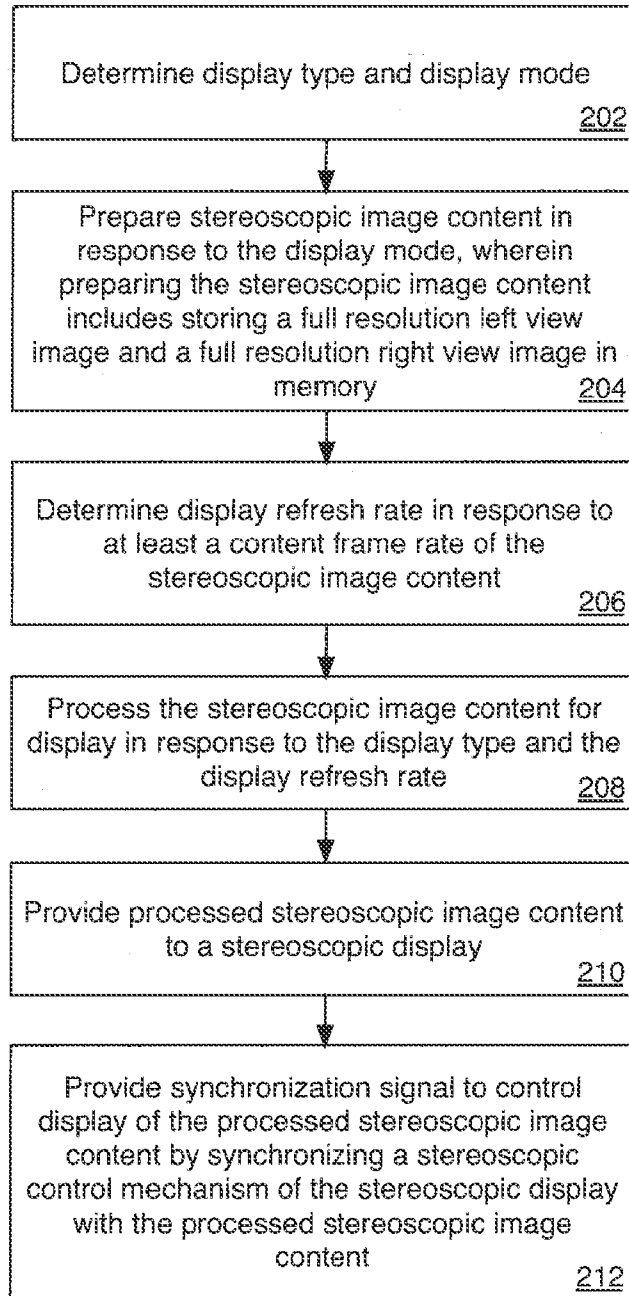 Determine display type and display mode
202
Prepare stereoscopic image content in
response to the display mode, wherein
preparing the stereoscopic image content
includes storing a full resolution left view
image and a full resolution right view image in
memory
204
Determine display refresh rate in response to
at least a content frame rate of the
stereoscopic image content
206
Process the stereoscopic image content for
display in response to the display type and the
display refresh rate
208
Provide processed stereoscopic image content
to a stereoscopic display
210
Provide synchronization signal to control
display of the processed stereoscopic image
content by synchronizing a stereoscopic
control mechanism of the stereoscopic display
with the processed stereoscopic image
content
212